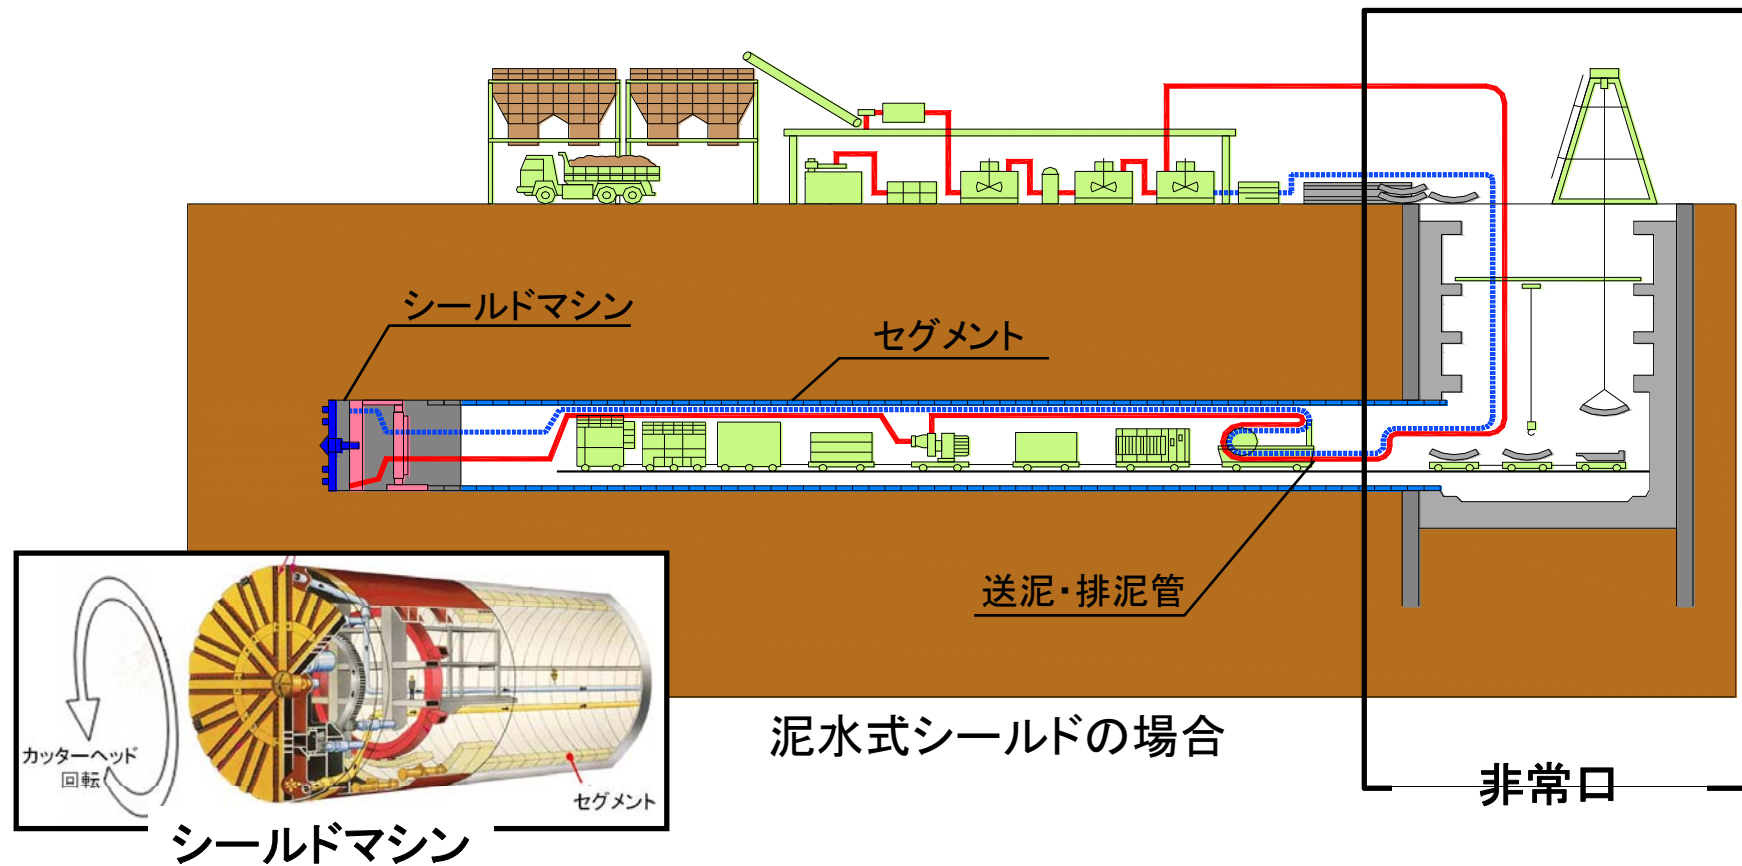 シールドマシン
セグメント
送泥・排泥管
泥水式シールドの場合
非常口
カッターヘッド
回転
セグメント
シールドマシン